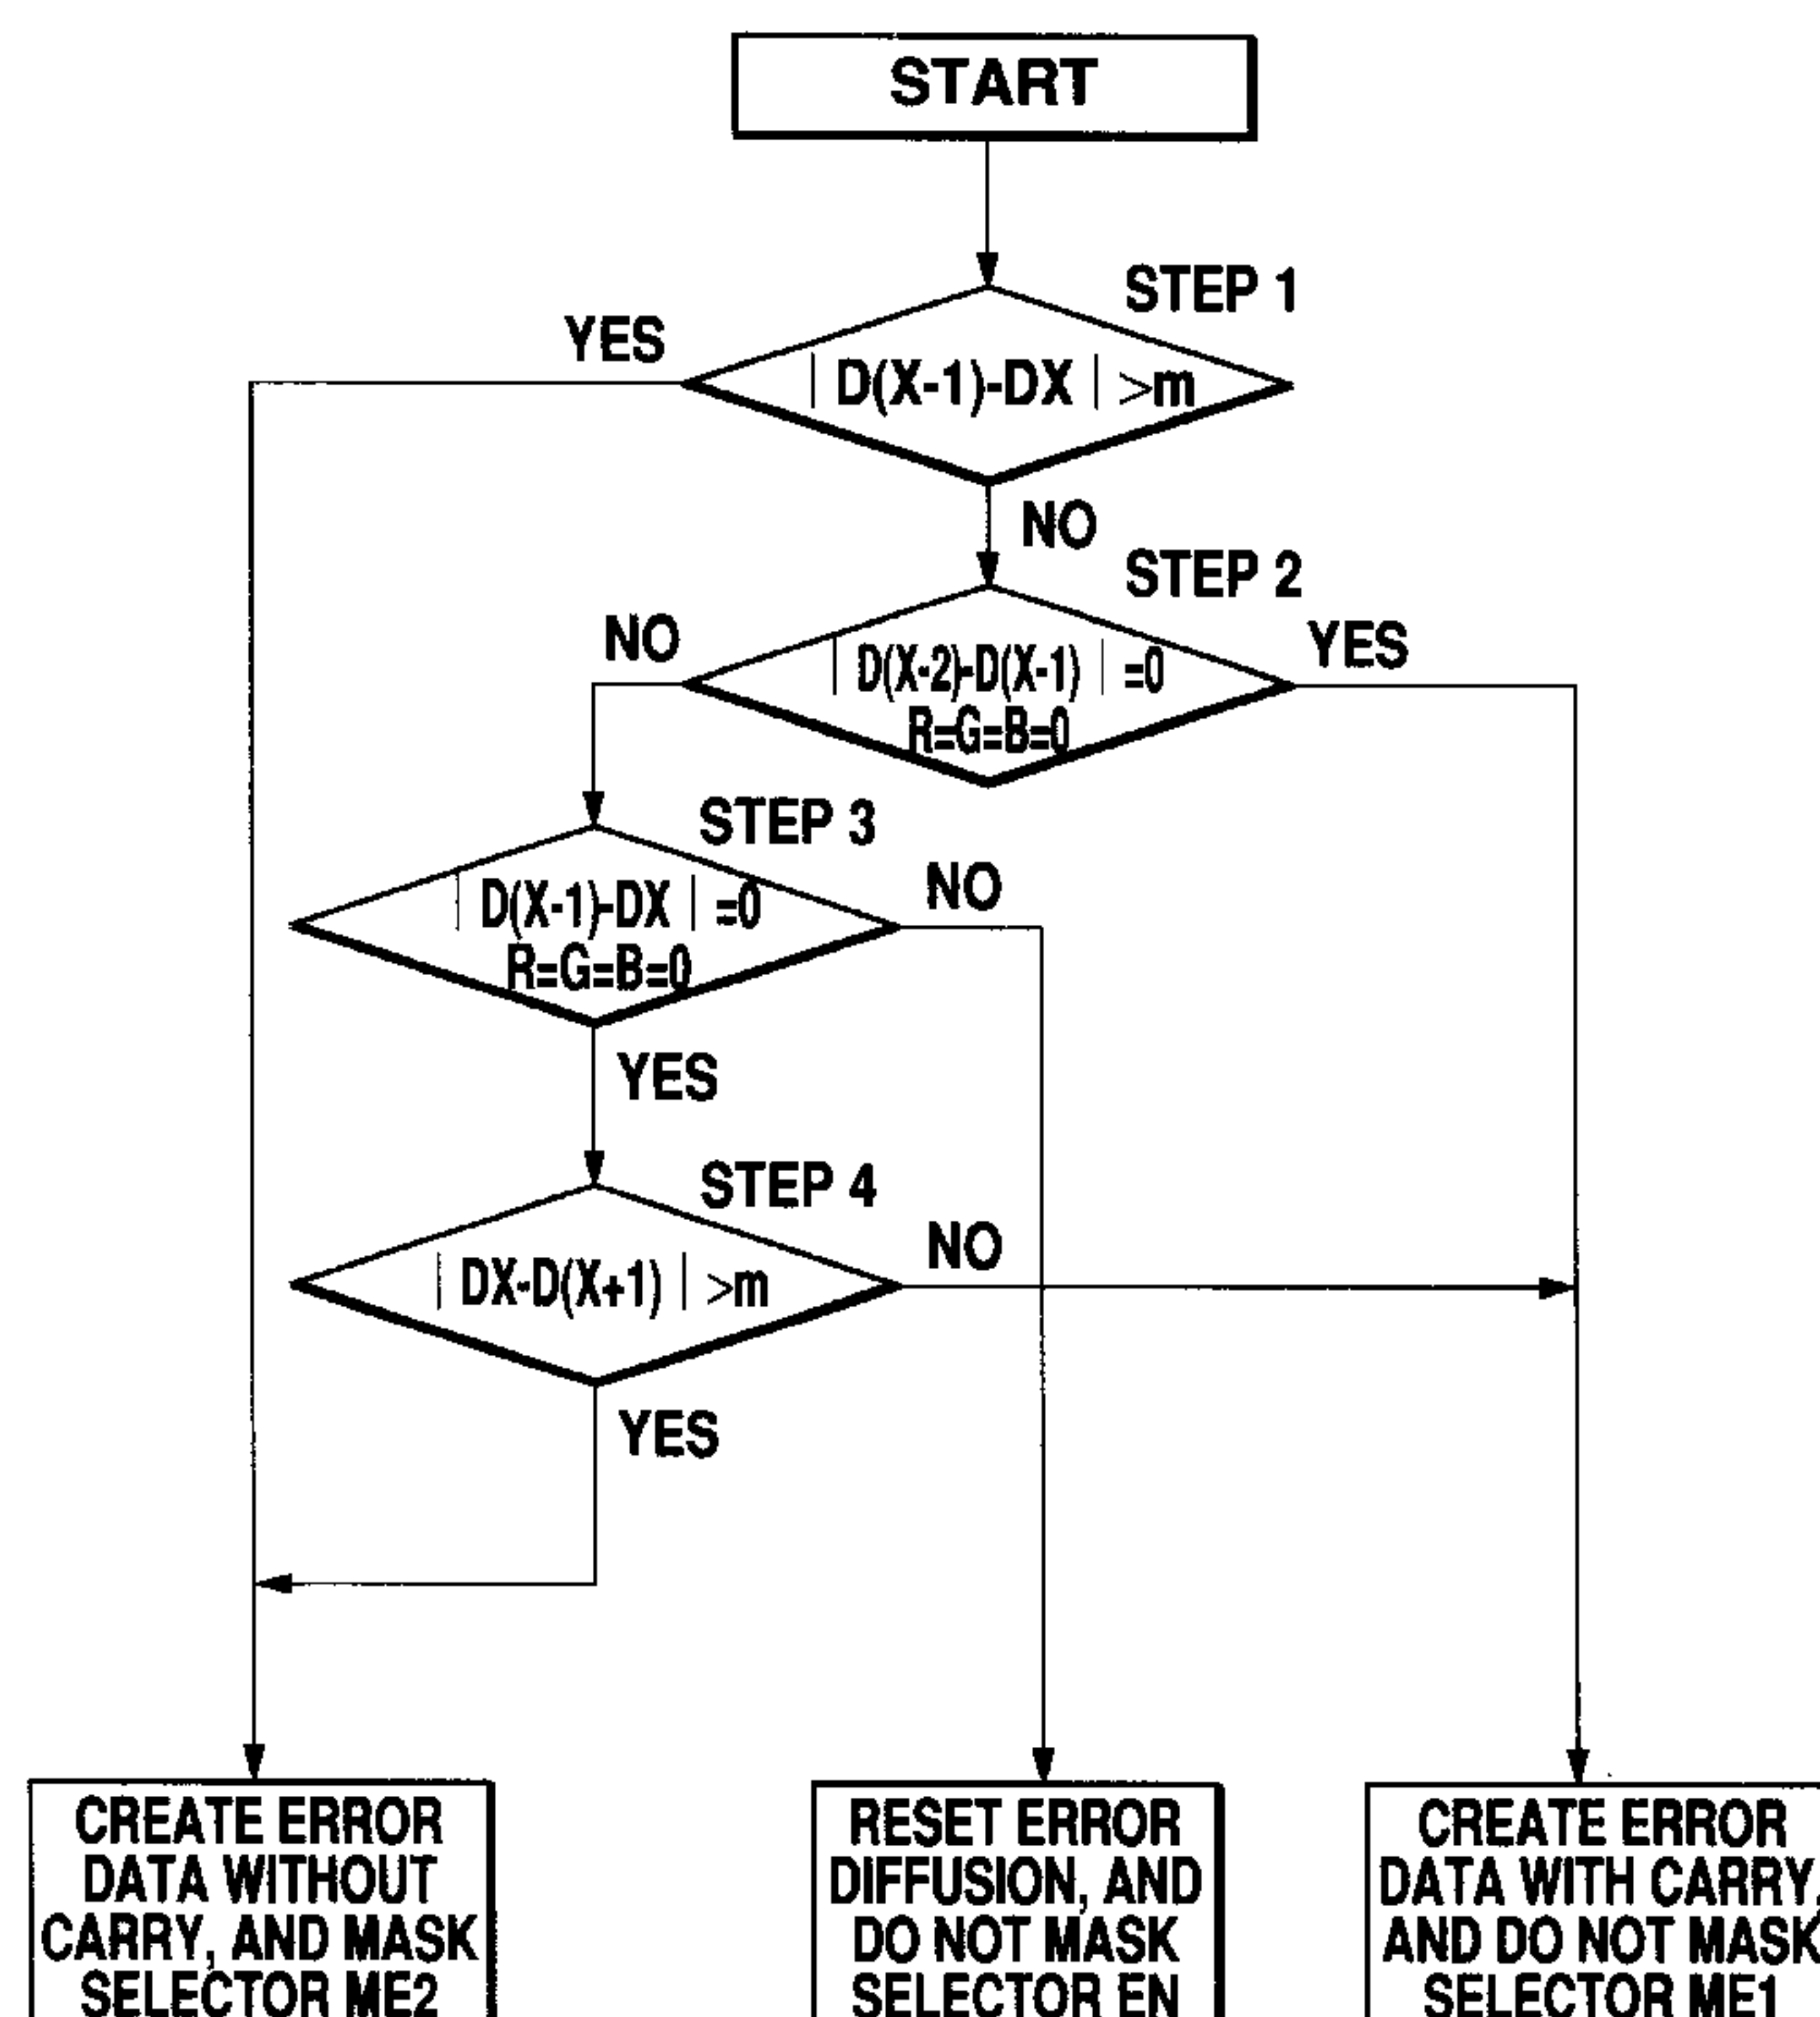 START
STEP 1
YES
| D(X-1)-DX | >m
NO
STEP 2
NO
YES
| D(X-2)-D(X-1) | =0
R=G=B=0
STEP 3
NO
| D(X-1)-DX | =0
R=G=B=0
YES
STEP 4
NO
| DX-D(X+1) | >m
YES
CREATE ERROR
DATA WITHOUT
CARRY, AND MASK
SELECTOR ME2
RESET ERROR
DIFFUSION, AND
DO NOT MASK
SELECTOR EN
CREATE ERROR
DATA WITH CARRY,
AND DO NOT MASK
SELECTOR ME1